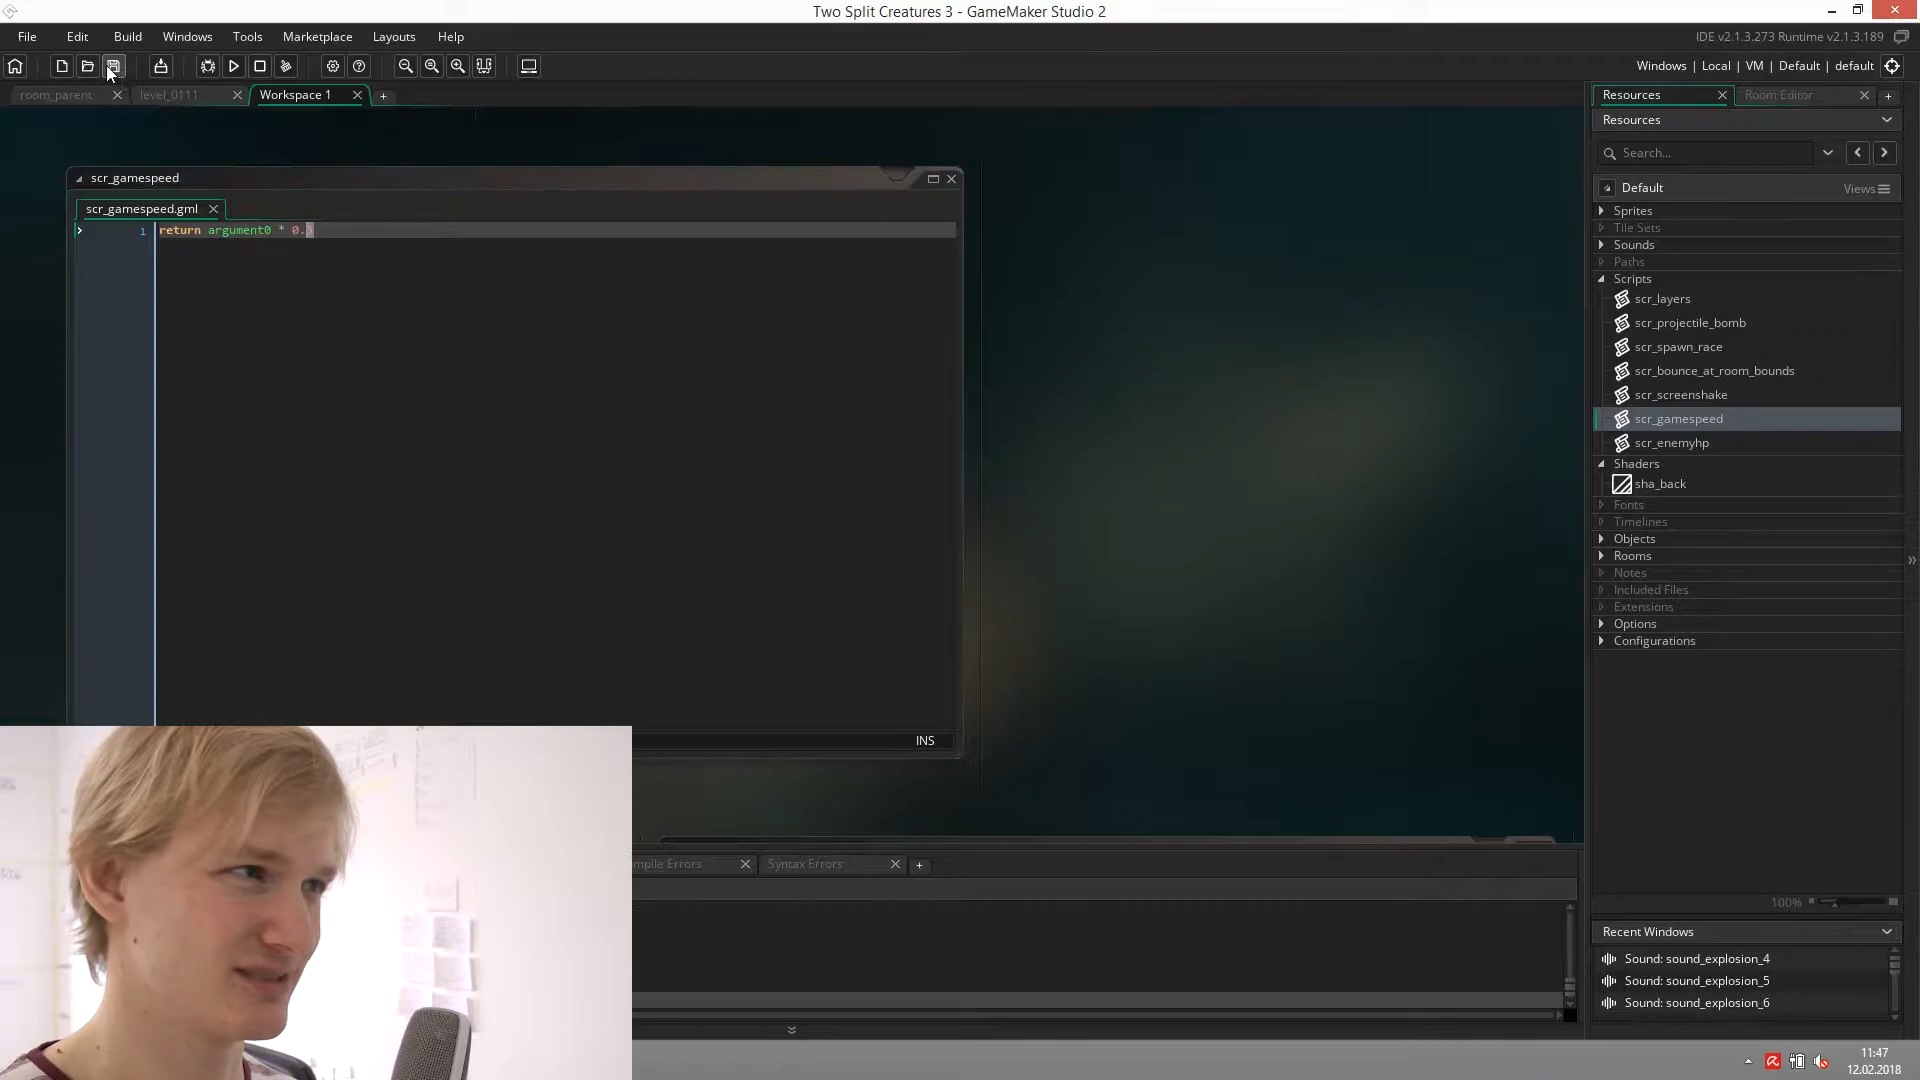 Two Split Creatures 3 - GameMaker Studio 2
File Edit Build Windows Tools Marketplace Layouts Help
IDE v2.1.3.273 Runtime v2.1.3.189
Windows | Local | VM | Default | default
room_parent level_0111 Workspace 1
Resources Room Editor
Resources
Search...
Default Views
scr_gamespeed
scr_gamespeed.gml
1 return argument0 * 0.3
Sprites
Tile Sets
Sounds
Paths
Scripts
scr_layers
scr_projectile_bomb
scr_spawn_race
scr_bounce_at_room_bounds
scr_screenshake
scr_gamespeed
scr_enemyhp
Shaders
sha_back
Fonts
Timelines
Objects
Rooms
Notes
Included Files
Extensions
Options
Configurations
INS
mpile Errors Syntax Errors
100%
Recent Windows
Sound: sound_explosion_4
Sound: sound_explosion_5
Sound: sound_explosion_6
11:47
12.02.2018